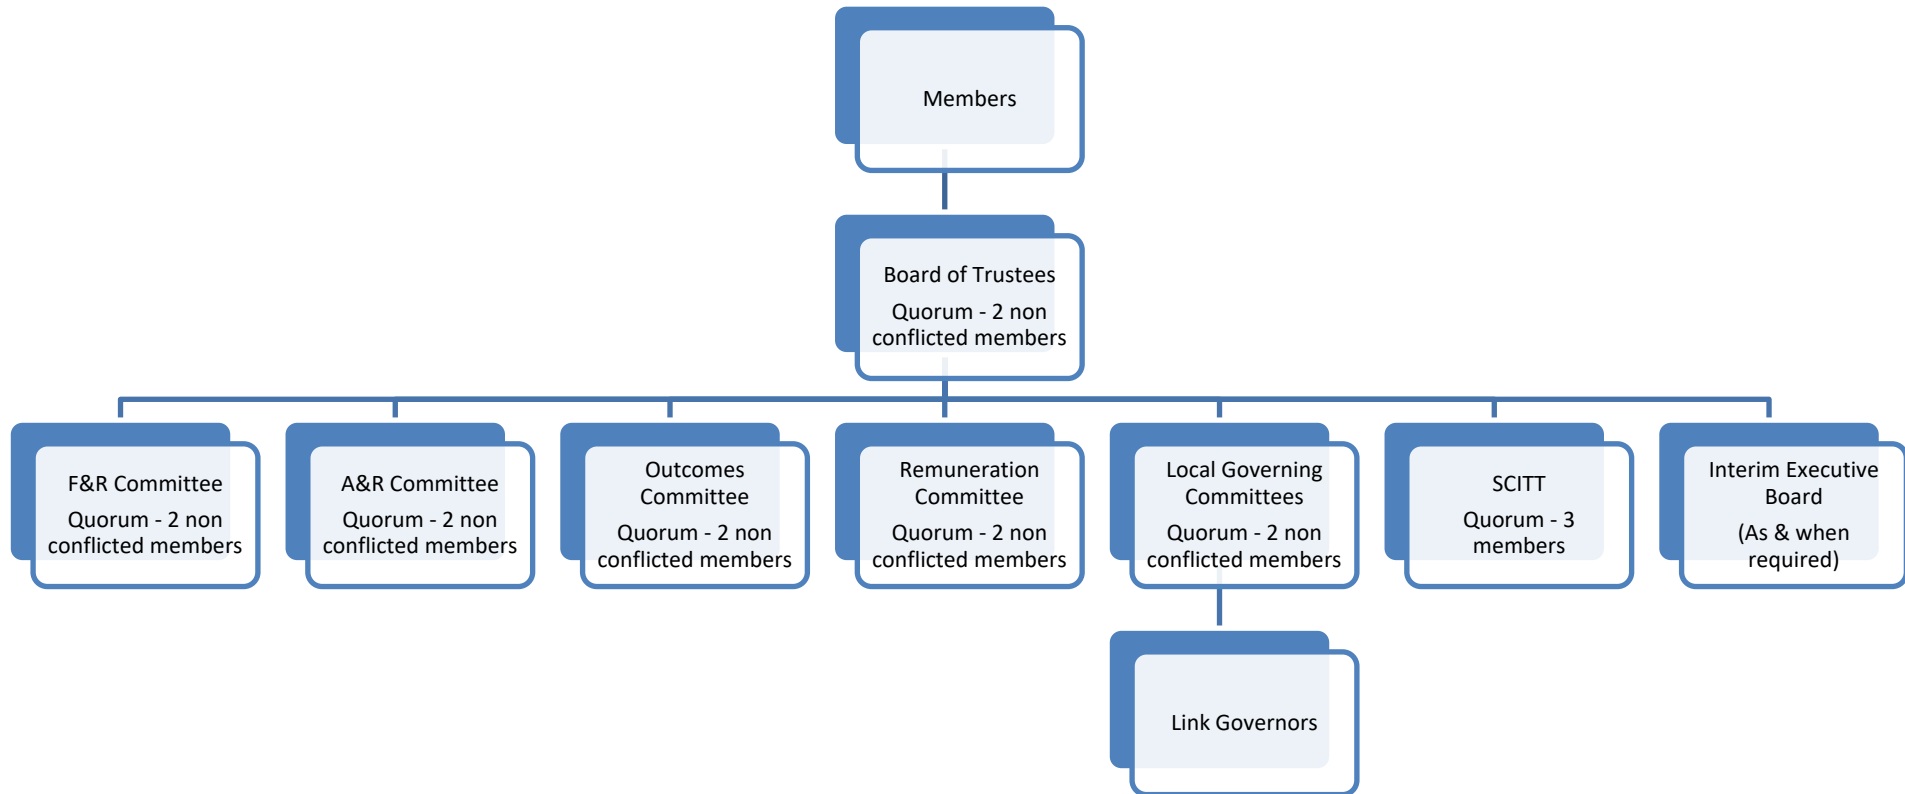 Members
Board of Trustees
Quorum - 2 non
conflicted members
F&R Committee
Quorum - 2 non
conflicted members
A&R Committee
Quorum - 2 non
conflicted members
Outcomes
Committee
Quorum - 2 non
conflicted members
Remuneration
Committee
Quorum - 2 non
conflicted members
Local Governing
Committees
Quorum - 2 non
conflicted members
SCITT
Quorum - 3
members
Interim Executive
Board
(As & when
required)
Link Governors